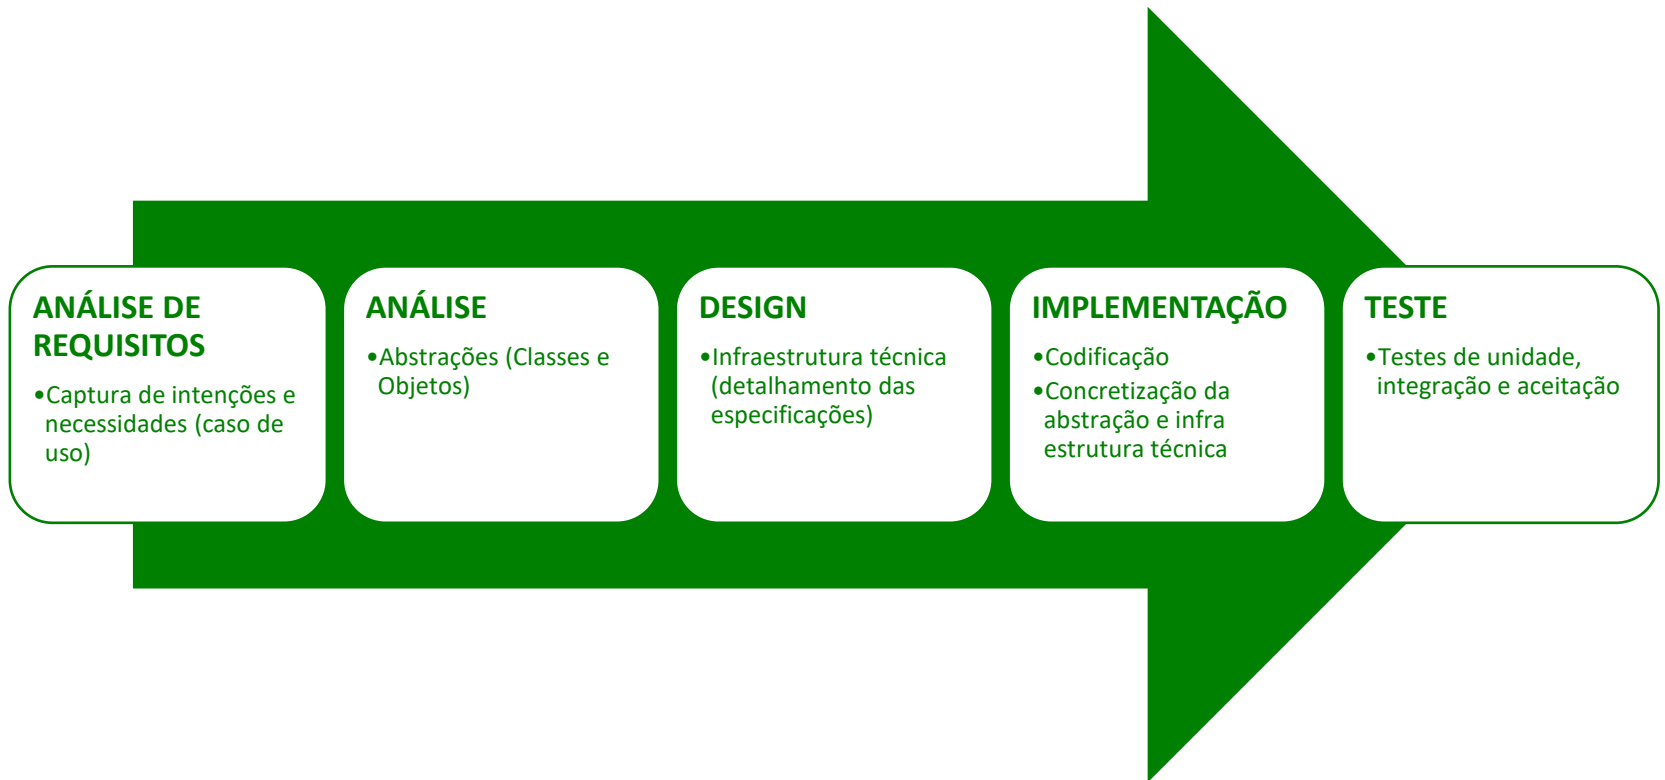 ANÁLISE DE
REQUISITOS
•Captura de intenções e
necessidades (caso de
uso)
ANÁLISE
•Abstrações (Classes e
Objetos)
DESIGN
•Infraestrutura técnica
(detalhamento das
especificações)
IMPLEMENTAÇÃO
•Codificação
•Concretização da
abstração e infra
estrutura técnica
TESTE
•Testes de unidade,
integração e aceitação